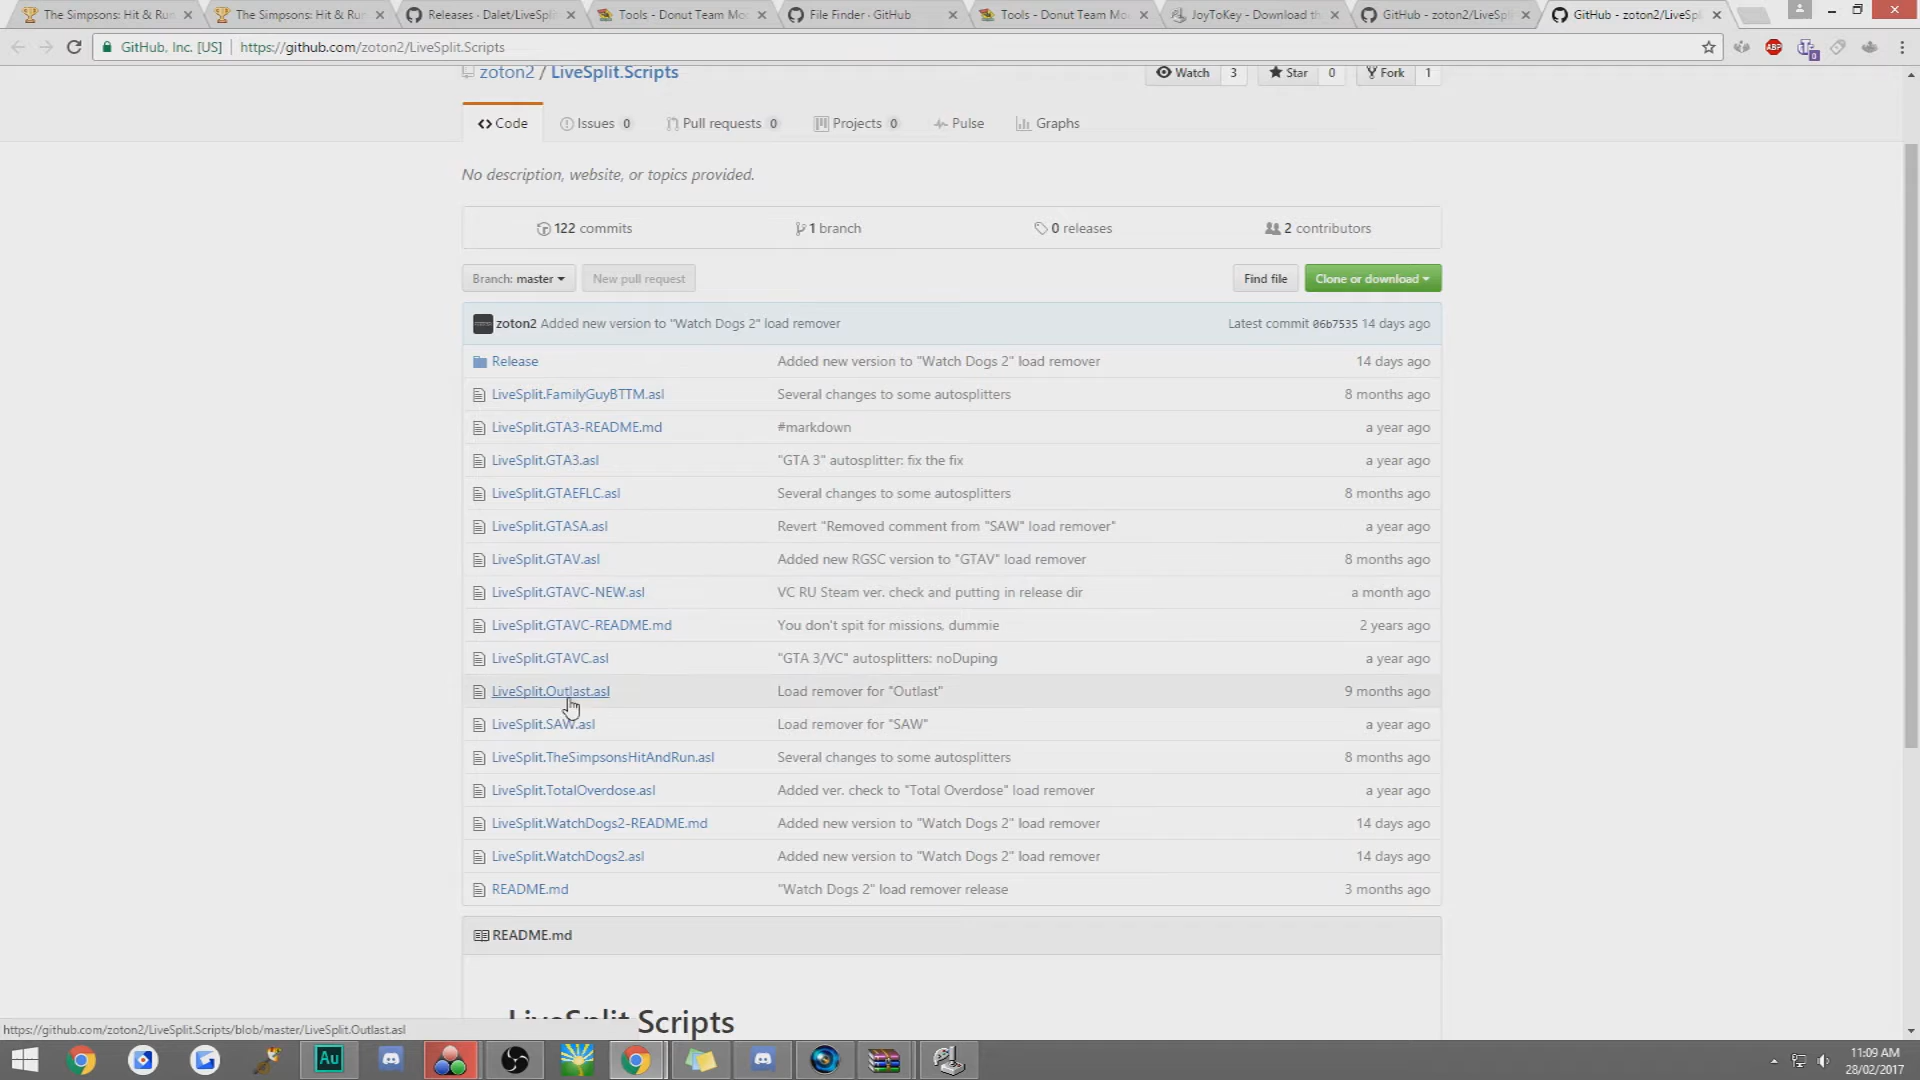 The Simpsons: Hit & Ru
The Simpsons: Hit & Ru
Releases · Dalet/LiveSpli
Tools - Donut Team Mo
File Finder · GitHub
Tools - Donut Team Mo
JoyToKey - Download th
GitHub - zoton2/LiveSpl
GitHub - zoton2/LiveSpl
GitHub, Inc. [US]
https://github.com/zoton2/LiveSplit.Scripts
ABP
0
zoton2 / LiveSplit.Scripts
Watch 3
Star 0
Fork 1
<> Code
Issues 0
Pull requests 0
Projects 0
Pulse
Graphs
No description, website, or topics provided.
122 commits
1 branch
0 releases
2 contributors
Branch: master
New pull request
Find file
Clone or download
zoton2 Added new version to "Watch Dogs 2" load remover
Latest commit 06b7535 14 days ago
Release Added new version to "Watch Dogs 2" load remover 14 days ago
LiveSplit.FamilyGuyBTTM.asl Several changes to some autosplitters 8 months ago
LiveSplit.GTA3-README.md #markdown a year ago
LiveSplit.GTA3.asl "GTA 3" autosplitter: fix the fix a year ago
LiveSplit.GTAEFLC.asl Several changes to some autosplitters 8 months ago
LiveSplit.GTASA.asl Revert "Removed comment from "SAW" load remover" a year ago
LiveSplit.GTAV.asl Added new RGSC version to "GTAV" load remover 8 months ago
LiveSplit.GTAVC-NEW.asl VC RU Steam ver. check and putting in release dir a month ago
LiveSplit.GTAVC-README.md You don't spit for missions, dummie 2 years ago
LiveSplit.GTAVC.asl "GTA 3/VC" autosplitters: noDuping a year ago
LiveSplit.Outlast.asl Load remover for "Outlast" 9 months ago
LiveSplit.SAW.asl Load remover for "SAW" a year ago
LiveSplit.TheSimpsonsHitAndRun.asl Several changes to some autosplitters 8 months ago
LiveSplit.TotalOverdose.asl Added ver. check to "Total Overdose" load remover a year ago
LiveSplit.WatchDogs2-README.md Added new version to "Watch Dogs 2" load remover 14 days ago
LiveSplit.WatchDogs2.asl Added new version to "Watch Dogs 2" load remover 14 days ago
README.md "Watch Dogs 2" load remover release 3 months ago
README.md
LiveSplit Scripts
https://github.com/zoton2/LiveSplit.Scripts/blob/master/LiveSplit.Outlast.asl
Au
11:09 AM
28/02/2017